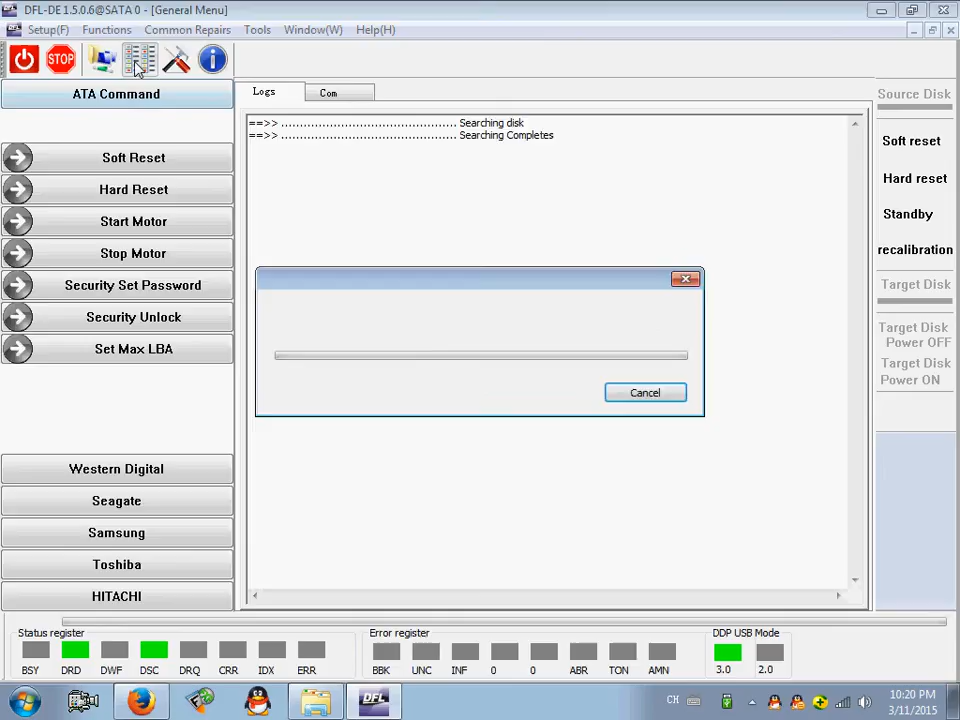 DFL-DE 1.5.0.6@SATA 0 - [General Menu]
Setup(F) Functions Common Repairs Tools Window(W) Help(H)
STOP
ATA Command
Logs Com
Source Disk
==>> ............................................... Searching disk
==>> ............................................... Searching Completes
Soft Reset
Hard Reset
Start Motor
Stop Motor
Security Set Password
Security Unlock
Set Max LBA
Soft reset
Hard reset
Standby
recalibration
Target Disk
Target Disk
Power OFF
Target Disk
Power ON
Cancel
Western Digital
Seagate
Samsung
Toshiba
HITACHI
Status register
BSY DRD DWF DSC DRQ CRR IDX ERR
Error register
BBK UNC INF 0 0 ABR TON AMN
DDP USB Mode
3.0 2.0
DFL
CH
10:20 PM
3/11/2015